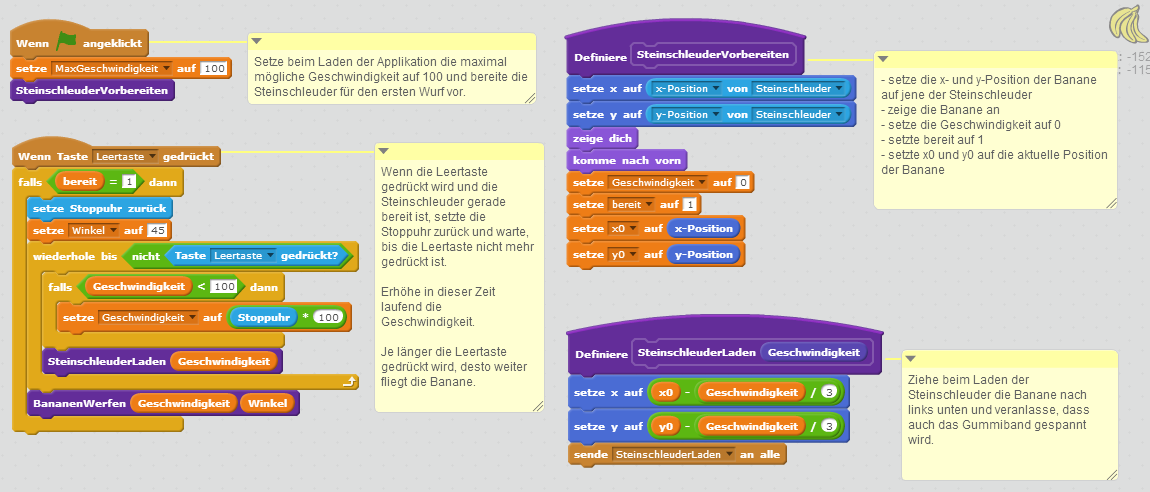 Wenn angeklickt
setze MaxGeschwindigkeit auf 100
SteinschleuderVorbereiten
Setze beim Laden der Applikation die maximal
mögliche Geschwindigkeit auf 100 und bereite die
Steinschleuder für den ersten Wurf vor.
Wenn Taste Leertaste gedrückt
falls bereit = 1 dann
setze Stoppuhr zurück
setze Winkel auf 45
wiederhole bis nicht Taste Leertaste gedrückt?
falls Geschwindigkeit < 100 dann
setze Geschwindigkeit auf Stoppuhr * 100
SteinschleuderLaden Geschwindigkeit
BananenWerfen Geschwindigkeit Winkel
Wenn die Leertaste
gedrückt wird und die
Steinschleuder gerade
bereit ist, setzte die
Stoppuhr zurück und warte,
bis die Leertaste nicht mehr
gedrückt ist.
Erhöhe in dieser Zeit
laufend die
Geschwindigkeit.
Je länger die Leertaste
gedrückt wird, desto weiter
fliegt die Banane.
Definiere SteinschleuderVorbereiten
setze x auf x-Position von Steinschleuder
setze y auf y-Position von Steinschleuder
zeige dich
komme nach vorn
setze Geschwindigkeit auf 0
setze bereit auf 1
setze x0 auf x-Position
setze y0 auf y-Position
- setze die x- und y-Position der Banane
auf jene der Steinschleuder
- zeige die Banane an
- setze die Geschwindigkeit auf 0
- setzte bereit auf 1
- setzte x0 und y0 auf die aktuelle Position
der Banane
Definiere SteinschleuderLaden Geschwindigkeit
setze x auf x0 - Geschwindigkeit / 3
setze y auf y0 - Geschwindigkeit / 3
sende SteinschleuderLaden an alle
Ziehe beim Laden der
Steinschleuder die Banane nach
links unten und veranlasse, dass
auch das Gummiband gespannt
wird.
: -152
: -115